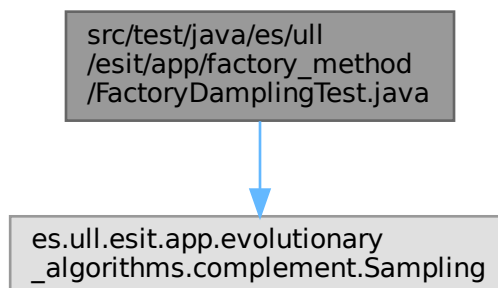 src/test/java/es/ull
/esit/app/factory_method
/FactoryDamplingTest.java
es.ull.esit.app.evolutionary
_algorithms.complement.Sampling